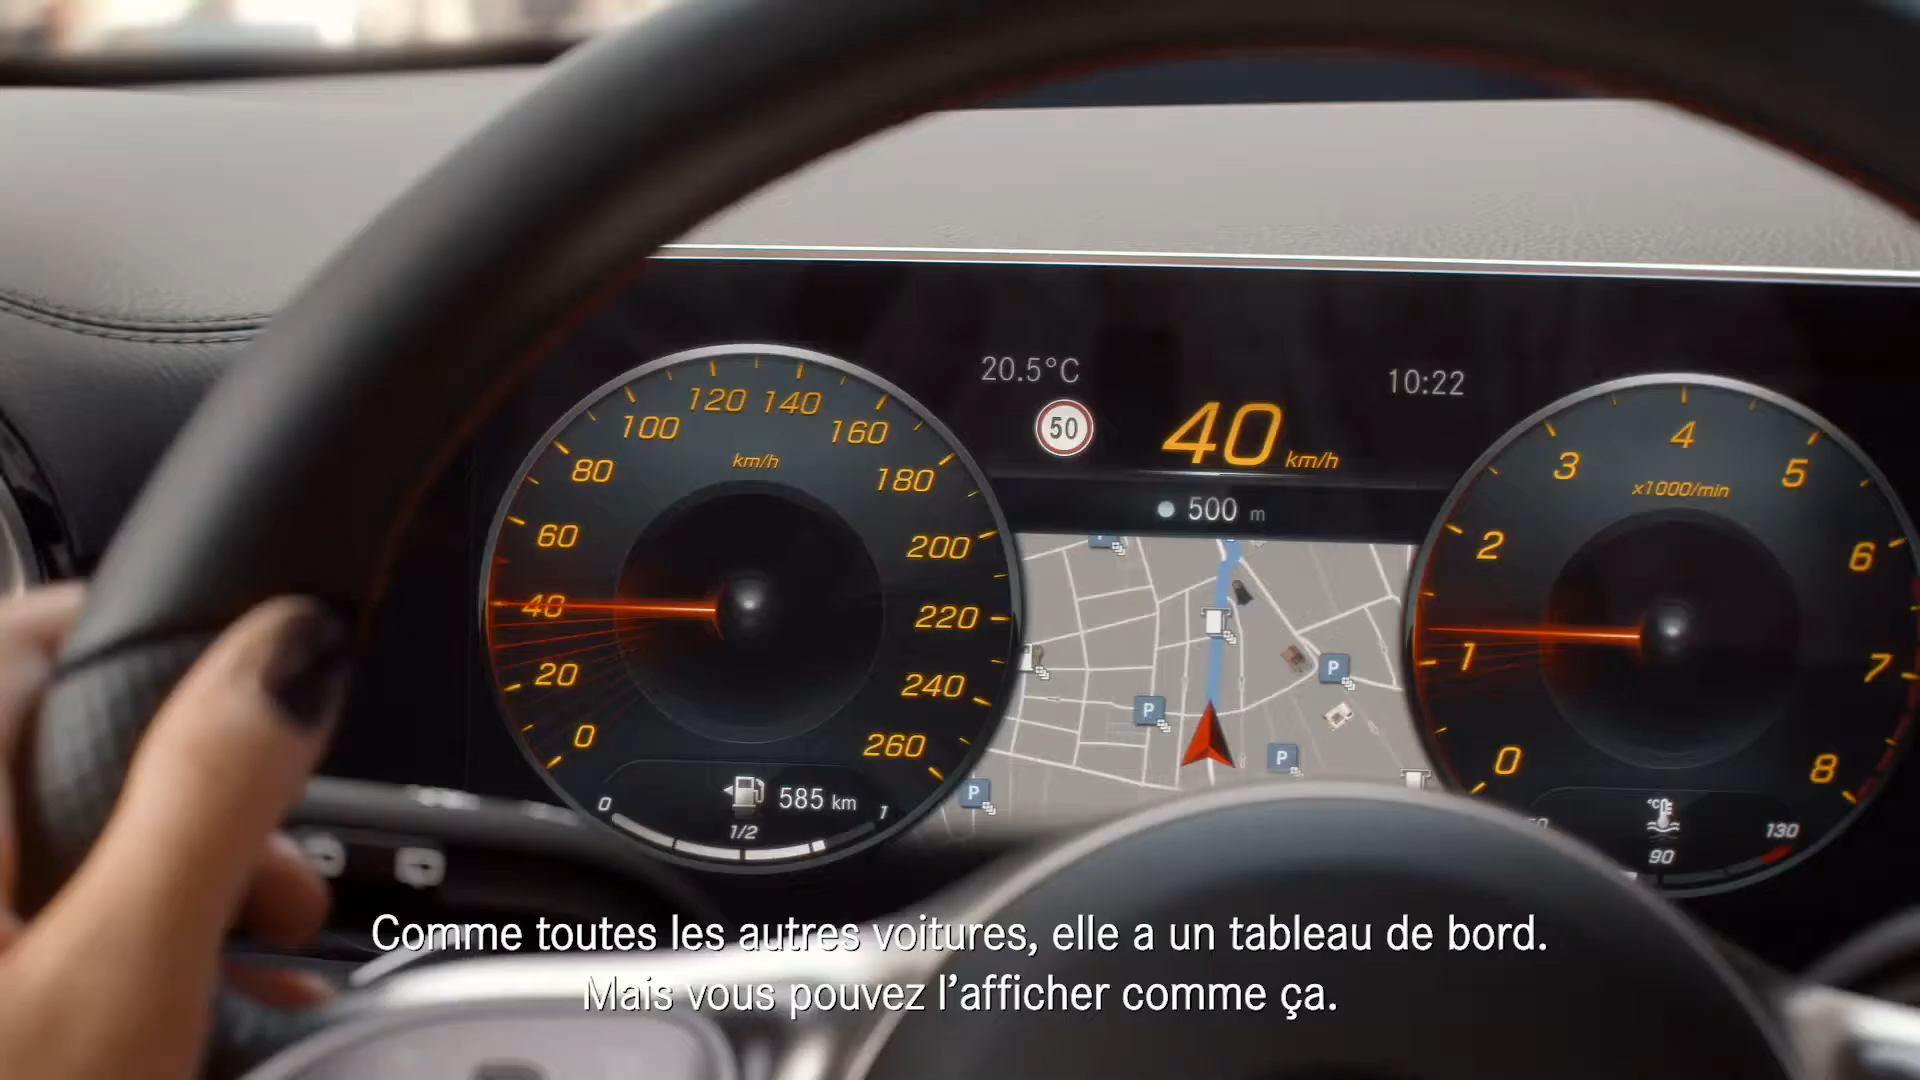 20.5°C
10:22
50
40 km/h
500 m
km/h
0
20
40
60
80
100
120
140
160
180
200
220
240
260
585 km
0
1/2
1
x1000/min
0
1
2
3
4
5
6
7
8
90
130
P
P
P
P
Comme toutes les autres voitures, elle a un tableau de bord.
Mais vous pouvez l'afficher comme ça.